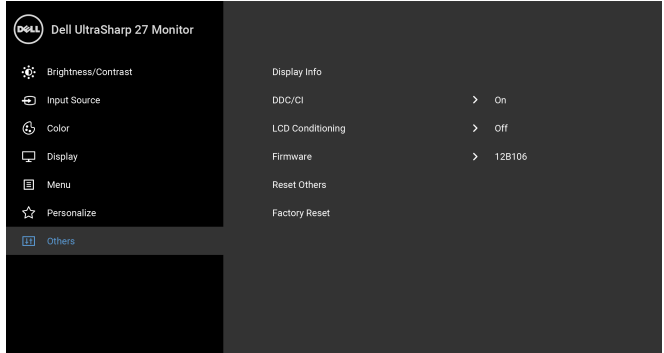 DELL Dell UltraSharp 27 Monitor
Brightness/Contrast Display Info
Input Source DDC/CI On
Color LCD Conditioning Off
Display Firmware 12B106
Menu Reset Others
Personalize Factory Reset
Others